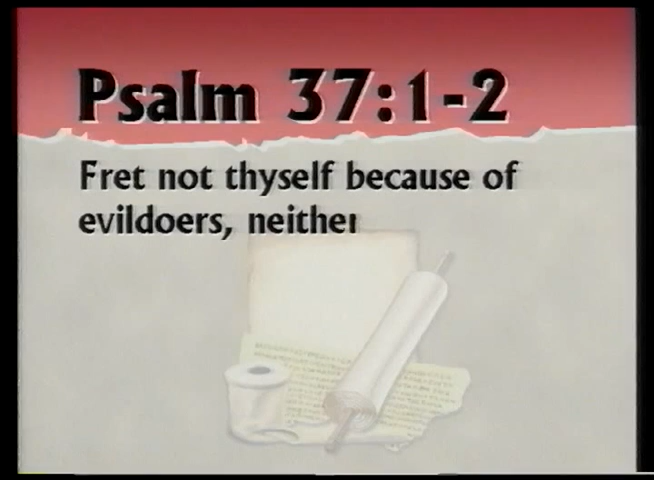 Psalm 37:1-2
Fret not thyself because of
evildoers, neither